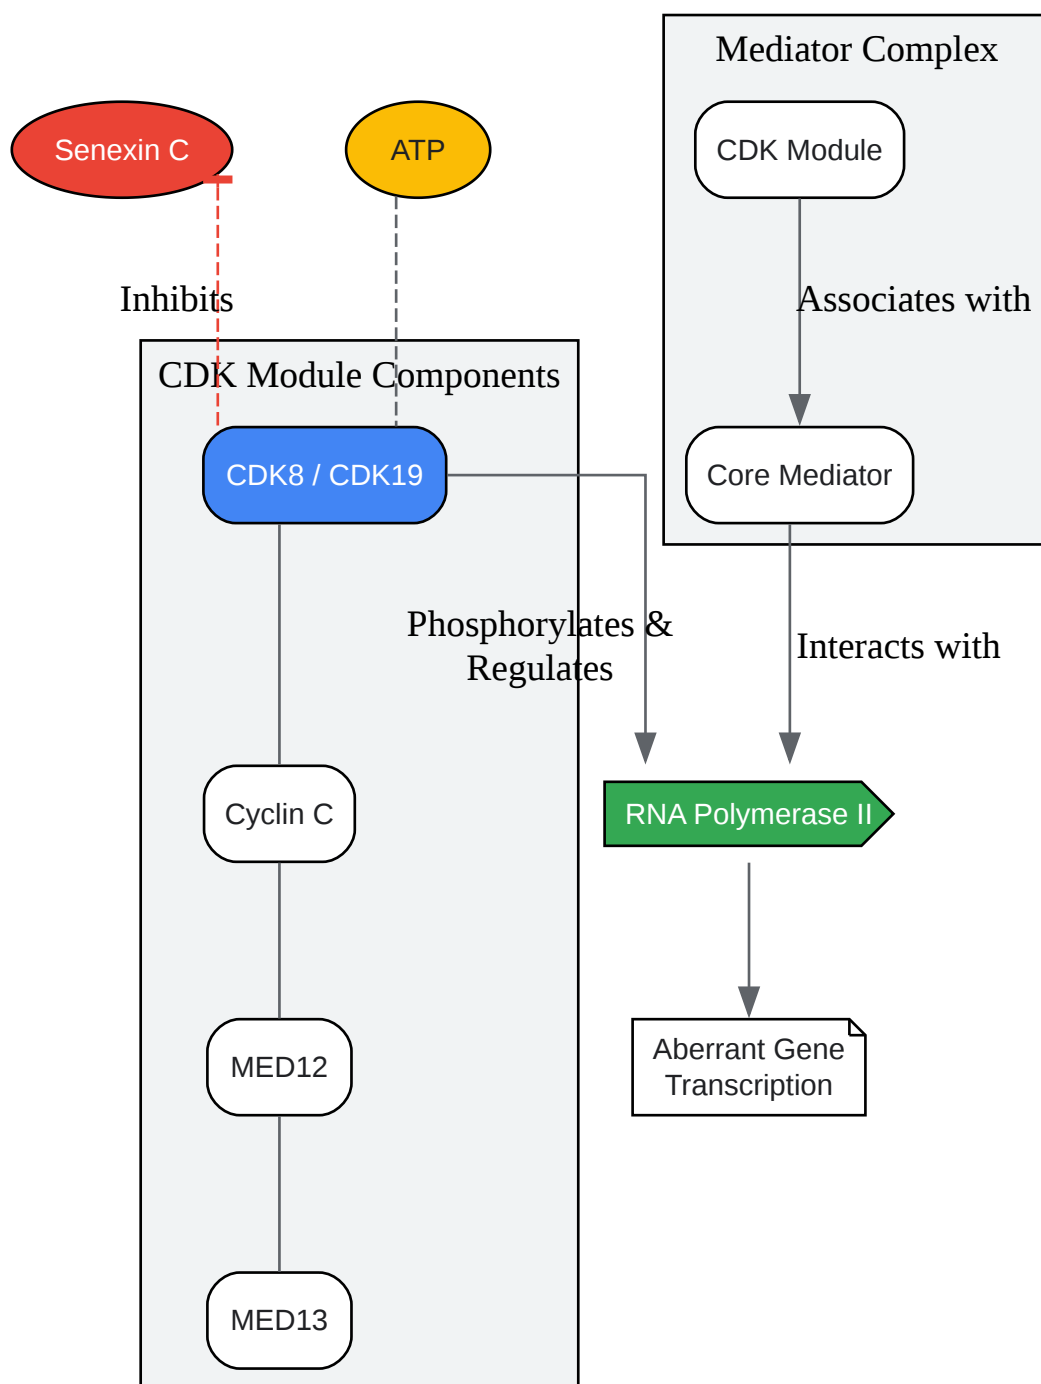 Mediator Complex
Senexin C
ATP
CDK Module
Inhibits
Associates with
CDK Module Components
CDK8 / CDK19
Core Mediator
Phosphorylates &
Regulates
Interacts with
Cyclin C
RNA Polymerase II
MED12
Aberrant Gene
Transcription
MED13